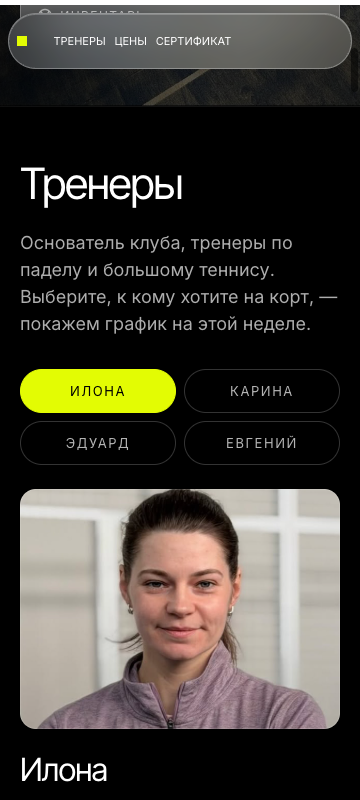 ТРЕНЕРЫ ЦЕНЫ СЕРТИФИКАТ
Тренеры
Основатель клуба, тренеры по
паделу и большому теннису.
Выберите, к кому хотите на корт, —
покажем график на этой неделе.
ИЛОНА
КАРИНА
ЭДУАРД
ЕВГЕНИЙ
Илона